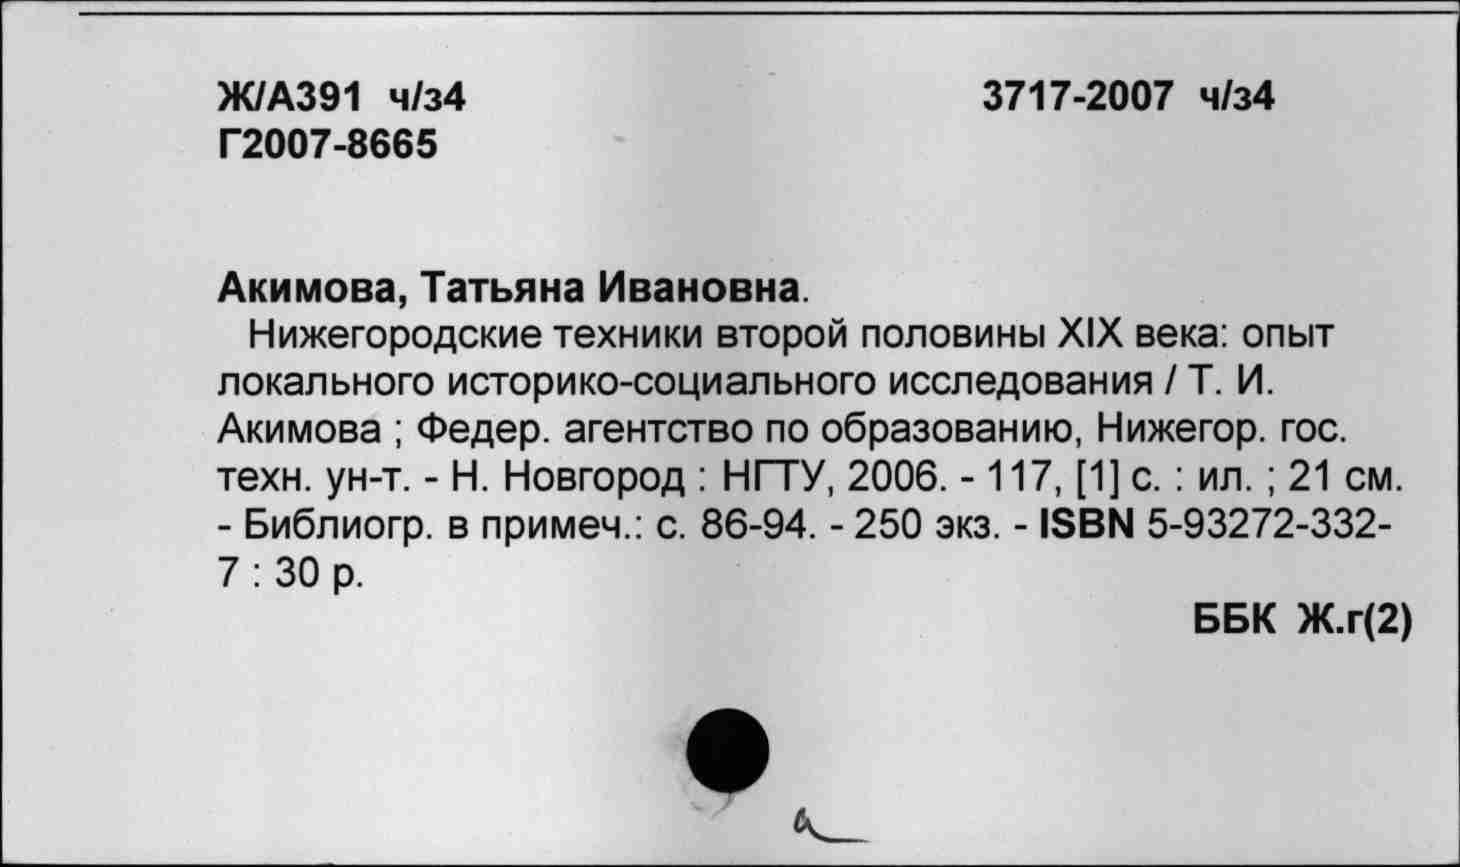 Ж/А391 ч/з4 3717-2007 ч/з4
Г2007-8665
Акимова, Татьяна Ивановна.
Нижегородские техники второй половины XIX века: опыт
локального историко-социального исследования / Т. И.
Акимова ; Федер. агентство по образованию, Нижегор. гос.
техн. ун-т. - Н. Новгород : НГТУ, 2006. - 117, [1] с. : ил. ; 21 см.
- Библиогр. в примеч.: с. 86-94. - 250 экз. - ISBN 5-93272-332-
7 : 30 р.
ББК Ж.г(2)
а